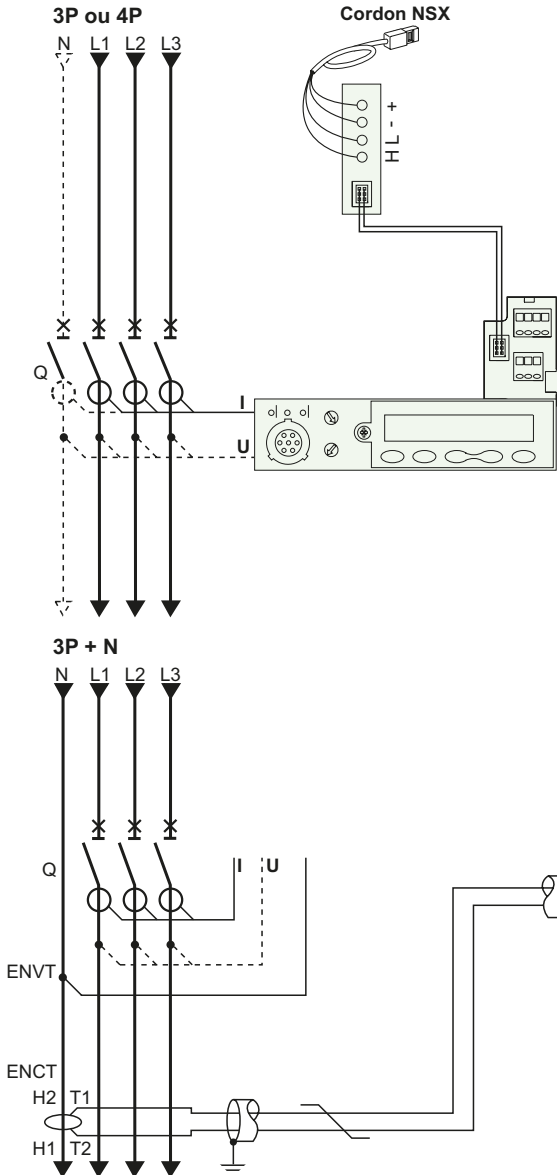 3P ou 4P
Cordon NSX
N L1 L2 L3
H L - +
Q
I
U
3P + N
N L1 L2 L3
Q
I U
ENVT
ENCT
H2 T1
H1 T2